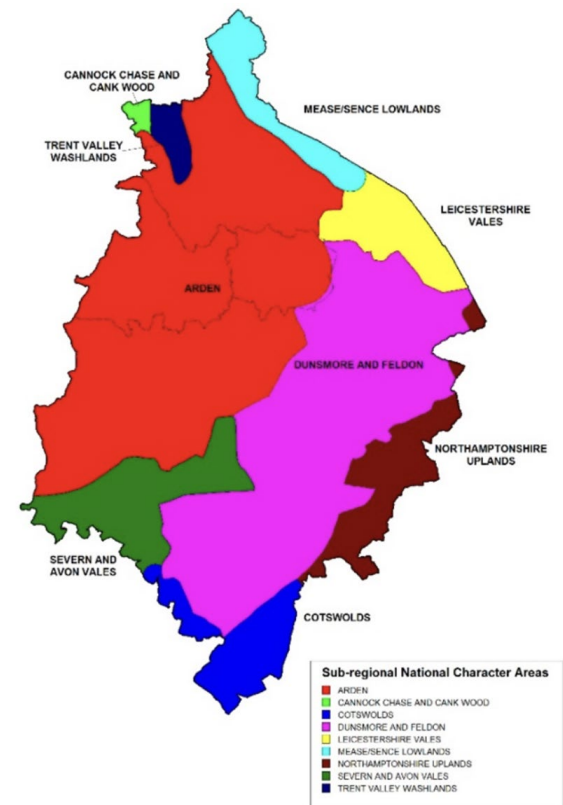 CANNOCK CHASE AND
CANK WOOD
MEASE/SENCE LOWLANDS
TRENT VALLEY
WASHLANDS
LEICESTERSHIRE
VALES
ARDEN
DUNSMORE AND FELDON
NORTHAMPTONSHIRE
UPLANDS
SEVERN AND
AVON VALES
COTSWOLDS
Sub-regional National Character Areas
ARDEN
CANNOCK CHASE AND CANK WOOD
COTSWOLDS
DUNSMORE AND FELDON
LEICESTERSHIRE VALES
MEASE/SENCE LOWLANDS
NORTHAMPTONSHIRE UPLANDS
SEVERN AND AVON VALES
TRENT VALLEY WASHLANDS